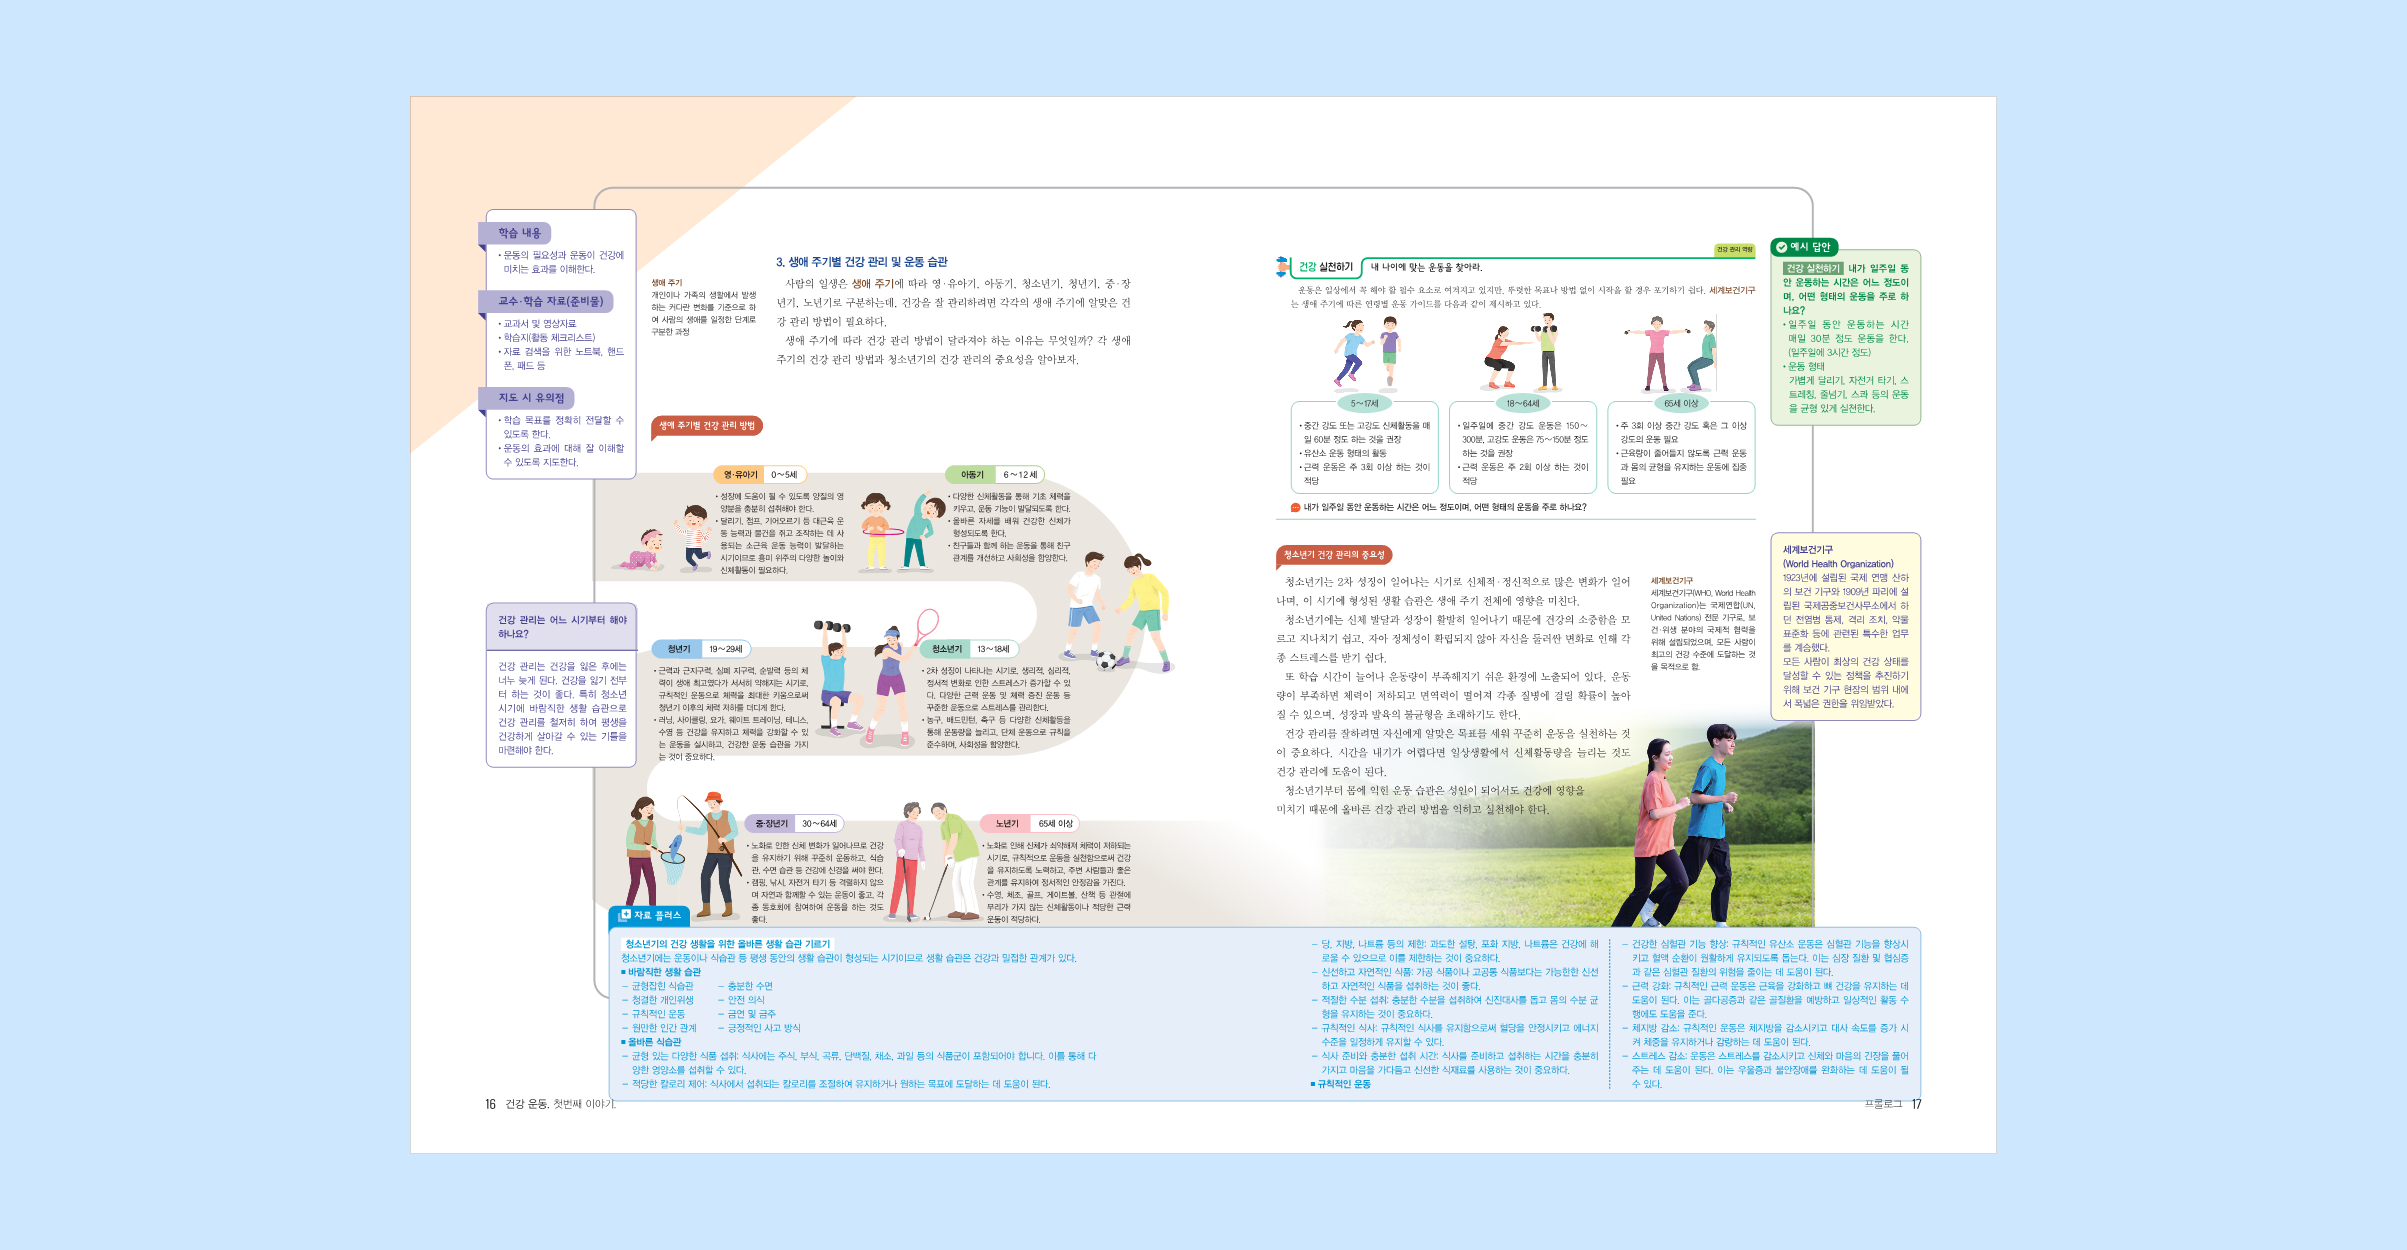 학습 내용
• 운동의 필요성과 운동이 건강에
미치는 효과를 이해한다.
교수·학습 자료(준비물)
• 교과서 및 영상자료
• 학습지(활동 체크리스트)
• 자료 검색을 위한 노트북, 핸드
폰, 패드 등
지도 시 유의점
• 학습 목표를 정확히 전달할 수
있도록 한다.
• 운동의 효과에 대해 잘 이해할
수 있도록 지도한다.
건강 관리는 어느 시기부터 해야
하나요?
건강 관리는 건강을 잃은 후에는
너누 늦게 된다. 건강을 잃기 전부
터 하는 것이 좋다. 특히 청소년
시기에 바람직한 생활 습관으로
건강 관리를 철저히 하여 평생을
건강하게 살아갈 수 있는 기틀을
마련해야 한다.
생애 주기
개인이나 가족의 생활에서 발생
하는 커다란 변화를 기준으로 하
여 사람의 생애를 일정한 단계로
구분한 과정
3. 생애 주기별 건강 관리 및 운동 습관
사람의 일생은 생애 주기에 따라 영·유아기, 아동기, 청소년기, 청년기, 중·장
년기, 노년기로 구분하는데, 건강을 잘 관리하려면 각각의 생애 주기에 알맞은 건
강 관리 방법이 필요하다.
생애 주기에 따라 건강 관리 방법이 달라져야 하는 이유는 무엇일까? 각 생애
주기의 건강 관리 방법과 청소년기의 건강 관리의 중요성을 알아보자.
생애 주기별 건강 관리 방법
영·유아기 0～5세
• 성장에 도움이 될 수 있도록 양질의 영
양분을 충분히 섭취해야 한다.
• 달리기, 점프, 기어오르기 등 대근육 운
동 능력과 물건을 쥐고 조작하는 데 사
용되는 소근육 운동 능력이 발달하는
시기이므로 흥미 위주의 다양한 놀이와
신체활동이 필요하다.
아동기 6～12세
• 다양한 신체활동을 통해 기초 체력을
키우고, 운동 기능이 발달되도록 한다.
• 올바른 자세를 배워 건강한 신체가
형성되도록 한다.
• 친구들과 함께 하는 운동을 통해 친구
관계를 개선하고 사회성을 함양한다.
청년기 19～29세
• 근력과 근지구력, 심폐 지구력, 순발력 등의 체
력이 생애 최고였다가 서서히 약해지는 시기로,
규칙적인 운동으로 체력을 최대한 키움으로써
청년기 이후의 체력 저하를 더디게 한다.
• 러닝, 사이클링, 요가, 웨이트 트레이닝, 테니스,
수영 등 건강을 유지하고 체력을 강화할 수 있
는 운동을 실시하고, 건강한 운동 습관을 가지
는 것이 중요하다.
청소년기 13～18세
• 2차 성징이 나타나는 시기로, 생리적, 심리적,
정서적 변화로 인한 스트레스가 증가할 수 있
다. 다양한 근력 운동 및 체력 증진 운동 등
꾸준한 운동으로 스트레스를 관리한다.
• 농구, 배드민턴, 축구 등 다양한 신체활동을
통해 운동량을 늘리고, 단체 운동으로 규칙을
준수하며, 사회성을 함양한다.
중·장년기 30～64세
• 노화로 인한 신체 변화가 일어나므로 건강
을 유지하기 위해 꾸준히 운동하고, 식습
관, 수면 습관 등 건강에 신경을 써야 한다.
• 캠핑, 낚시, 자전거 타기 등 격렬하지 않으
며 자연과 함께할 수 있는 운동이 좋고, 각
종 동호회에 참여하여 운동을 하는 것도
좋다.
노년기 65세 이상
• 노화로 인해 신체가 쇠약해져 체력이 저하되는
시기로, 규칙적으로 운동을 실천함으로써 건강
을 유지하도록 노력하고, 주변 사람들과 좋은
관계를 유지하여 정서적인 안정감을 가진다.
• 수영, 체조, 골프, 게이트볼, 산책 등 관절에
무리가 가지 않는 신체활동이나 적당한 근력
운동이 적당하다.
건강 관리 역량
건강 실천하기 내 나이에 맞는 운동을 찾아라.
운동은 일상에서 꼭 해야 할 필수 요소로 여겨지고 있지만, 뚜렷한 목표나 방법 없이 시작을 할 경우 포기하기 쉽다. 세계보건기구
는 생애 주기에 따른 연령별 운동 가이드를 다음과 같이 제시하고 있다.
5～17세
• 중간 강도 또는 고강도 신체활동을 매
일 60분 정도 하는 것을 권장
• 유산소 운동 형태의 활동
• 근력 운동은 주 3회 이상 하는 것이
적당
18～64세
• 일주일에 중간 강도 운동은 150～
300분, 고강도 운동은 75～150분 정도
하는 것을 권장
• 근력 운동은 주 2회 이상 하는 것이
적당
65세 이상
• 주 3회 이상 중간 강도 혹은 그 이상
강도의 운동 필요
• 근육량이 줄어들지 않도록 근력 운동
과 몸의 균형을 유지하는 운동에 집중
필요
내가 일주일 동안 운동하는 시간은 어느 정도이며, 어떤 형태의 운동을 주로 하나요?
청소년기 건강 관리의 중요성
청소년기는 2차 성징이 일어나는 시기로 신체적·정신적으로 많은 변화가 일어
나며, 이 시기에 형성된 생활 습관은 생애 주기 전체에 영향을 미친다.
청소년기에는 신체 발달과 성장이 활발히 일어나기 때문에 건강의 소중함을 모
르고 지나치기 쉽고, 자아 정체성이 확립되지 않아 자신을 둘러싼 변화로 인해 각
종 스트레스를 받기 쉽다.
또 학습 시간이 늘어나 운동량이 부족해지기 쉬운 환경에 노출되어 있다. 운동
량이 부족하면 체력이 저하되고 면역력이 떨어져 각종 질병에 걸릴 확률이 높아
질 수 있으며, 성장과 발육의 불균형을 초래하기도 한다.
건강 관리를 잘하려면 자신에게 알맞은 목표를 세워 꾸준히 운동을 실천하는 것
이 중요하다. 시간을 내기가 어렵다면 일상생활에서 신체활동량을 늘리는 것도
건강 관리에 도움이 된다.
청소년기부터 몸에 익힌 운동 습관은 성인이 되어서도 건강에 영향을
미치기 때문에 올바른 건강 관리 방법을 익히고 실천해야 한다.
세계보건기구
세계보건기구(WHO, World Health
Organization)는 국제연합(UN,
United Nations) 전문 기구로, 보
건·위생 분야의 국제적 협력을
위해 설립되었으며, 모든 사람이
최고의 건강 수준에 도달하는 것
을 목적으로 함.
예시 답안
건강 실천하기 내가 일주일 동
안 운동하는 시간은 어느 정도이
며, 어떤 형태의 운동을 주로 하
나요?
• 일주일 동안 운동하는 시간
매일 30분 정도 운동을 한다.
(일주일에 3시간 정도)
• 운동 형태
가볍게 달리기, 자전거 타기, 스
트레칭, 줄넘기, 스쿼 등의 운동
을 균형 있게 실천한다.
세계보건기구
(World Health Organization)
1923년에 설립된 국제 연맹 산하
의 보건 기구와 1909년 파리에 설
립된 국제공중보건사무소에서 하
던 전염병 통제, 격리 조치, 약물
표준화 등에 관련된 특수한 업무
를 계승했다.
모든 사람이 최상의 건강 상태를
달성할 수 있는 정책을 추진하기
위해 보건 기구 헌장의 범위 내에
서 폭넓은 권한을 위임받았다.
자료 플러스
청소년기의 건강 생활을 위한 올바른 생활 습관 기르기
청소년기에는 운동이나 식습관 등 평생 동안의 생활 습관이 형성되는 시기이므로 생활 습관은 건강과 밀접한 관계가 있다.
■ 바람직한 생활 습관
– 균형잡힌 식습관 – 충분한 수면
– 청결한 개인위생 – 안전 의식
– 규칙적인 운동 – 금연 및 금주
– 원만한 인간 관계 – 긍정적인 사고 방식
■ 올바른 식습관
– 균형 있는 다양한 식품 섭취: 식사에는 주식, 부식, 곡류, 단백질, 채소, 과일 등의 식품군이 포함되어야 합니다. 이를 통해 다
양한 영양소를 섭취할 수 있다.
– 적당한 칼로리 제어: 식사에서 섭취되는 칼로리를 조절하여 유지하거나 원하는 목표에 도달하는 데 도움이 된다.
– 당, 지방, 나트륨 등의 제한: 과도한 설탕, 포화 지방, 나트륨은 건강에 해
로울 수 있으므로 이를 제한하는 것이 중요하다.
– 신선하고 자연적인 식품: 가공 식품이나 고공통 식품보다는 가능한한 신선
하고 자연적인 식품을 섭취하는 것이 좋다.
– 적절한 수분 섭취: 충분한 수분을 섭취하여 신진대사를 돕고 몸의 수분 균
형을 유지하는 것이 중요하다.
– 규칙적인 식사: 규칙적인 식사를 유지함으로써 혈당을 안정시키고 에너지
수준을 일정하게 유지할 수 있다.
– 식사 준비와 충분한 섭취 시간: 식사를 준비하고 섭취하는 시간을 충분히
가지고 마음을 가다듬고 신선한 식재료를 사용하는 것이 중요하다.
■ 규칙적인 운동
– 건강한 심혈관 기능 향상: 규칙적인 유산소 운동은 심혈관 기능을 향상시
키고 혈액 순환이 원활하게 유지되도록 돕는다. 이는 심장 질환 및 협심증
과 같은 심혈관 질환의 위험을 줄이는 데 도움이 된다.
– 근력 강화: 규칙적인 근력 운동은 근육을 강화하고 뼈 건강을 유지하는 데
도움이 된다. 이는 골다공증과 같은 골질환을 예방하고 일상적인 활동 수
행에도 도움을 준다.
– 체지방 감소: 규칙적인 운동은 체지방을 감소시키고 대사 속도를 증가 시
켜 체중을 유지하거나 감량하는 데 도움이 된다.
– 스트레스 감소: 운동은 스트레스를 감소시키고 신체와 마음의 긴장을 풀어
주는 데 도움이 된다. 이는 우울증과 불안장애를 완화하는 데 도움이 될
수 있다.
16 건강 운동. 첫번째 이야기.
프롤로그 17